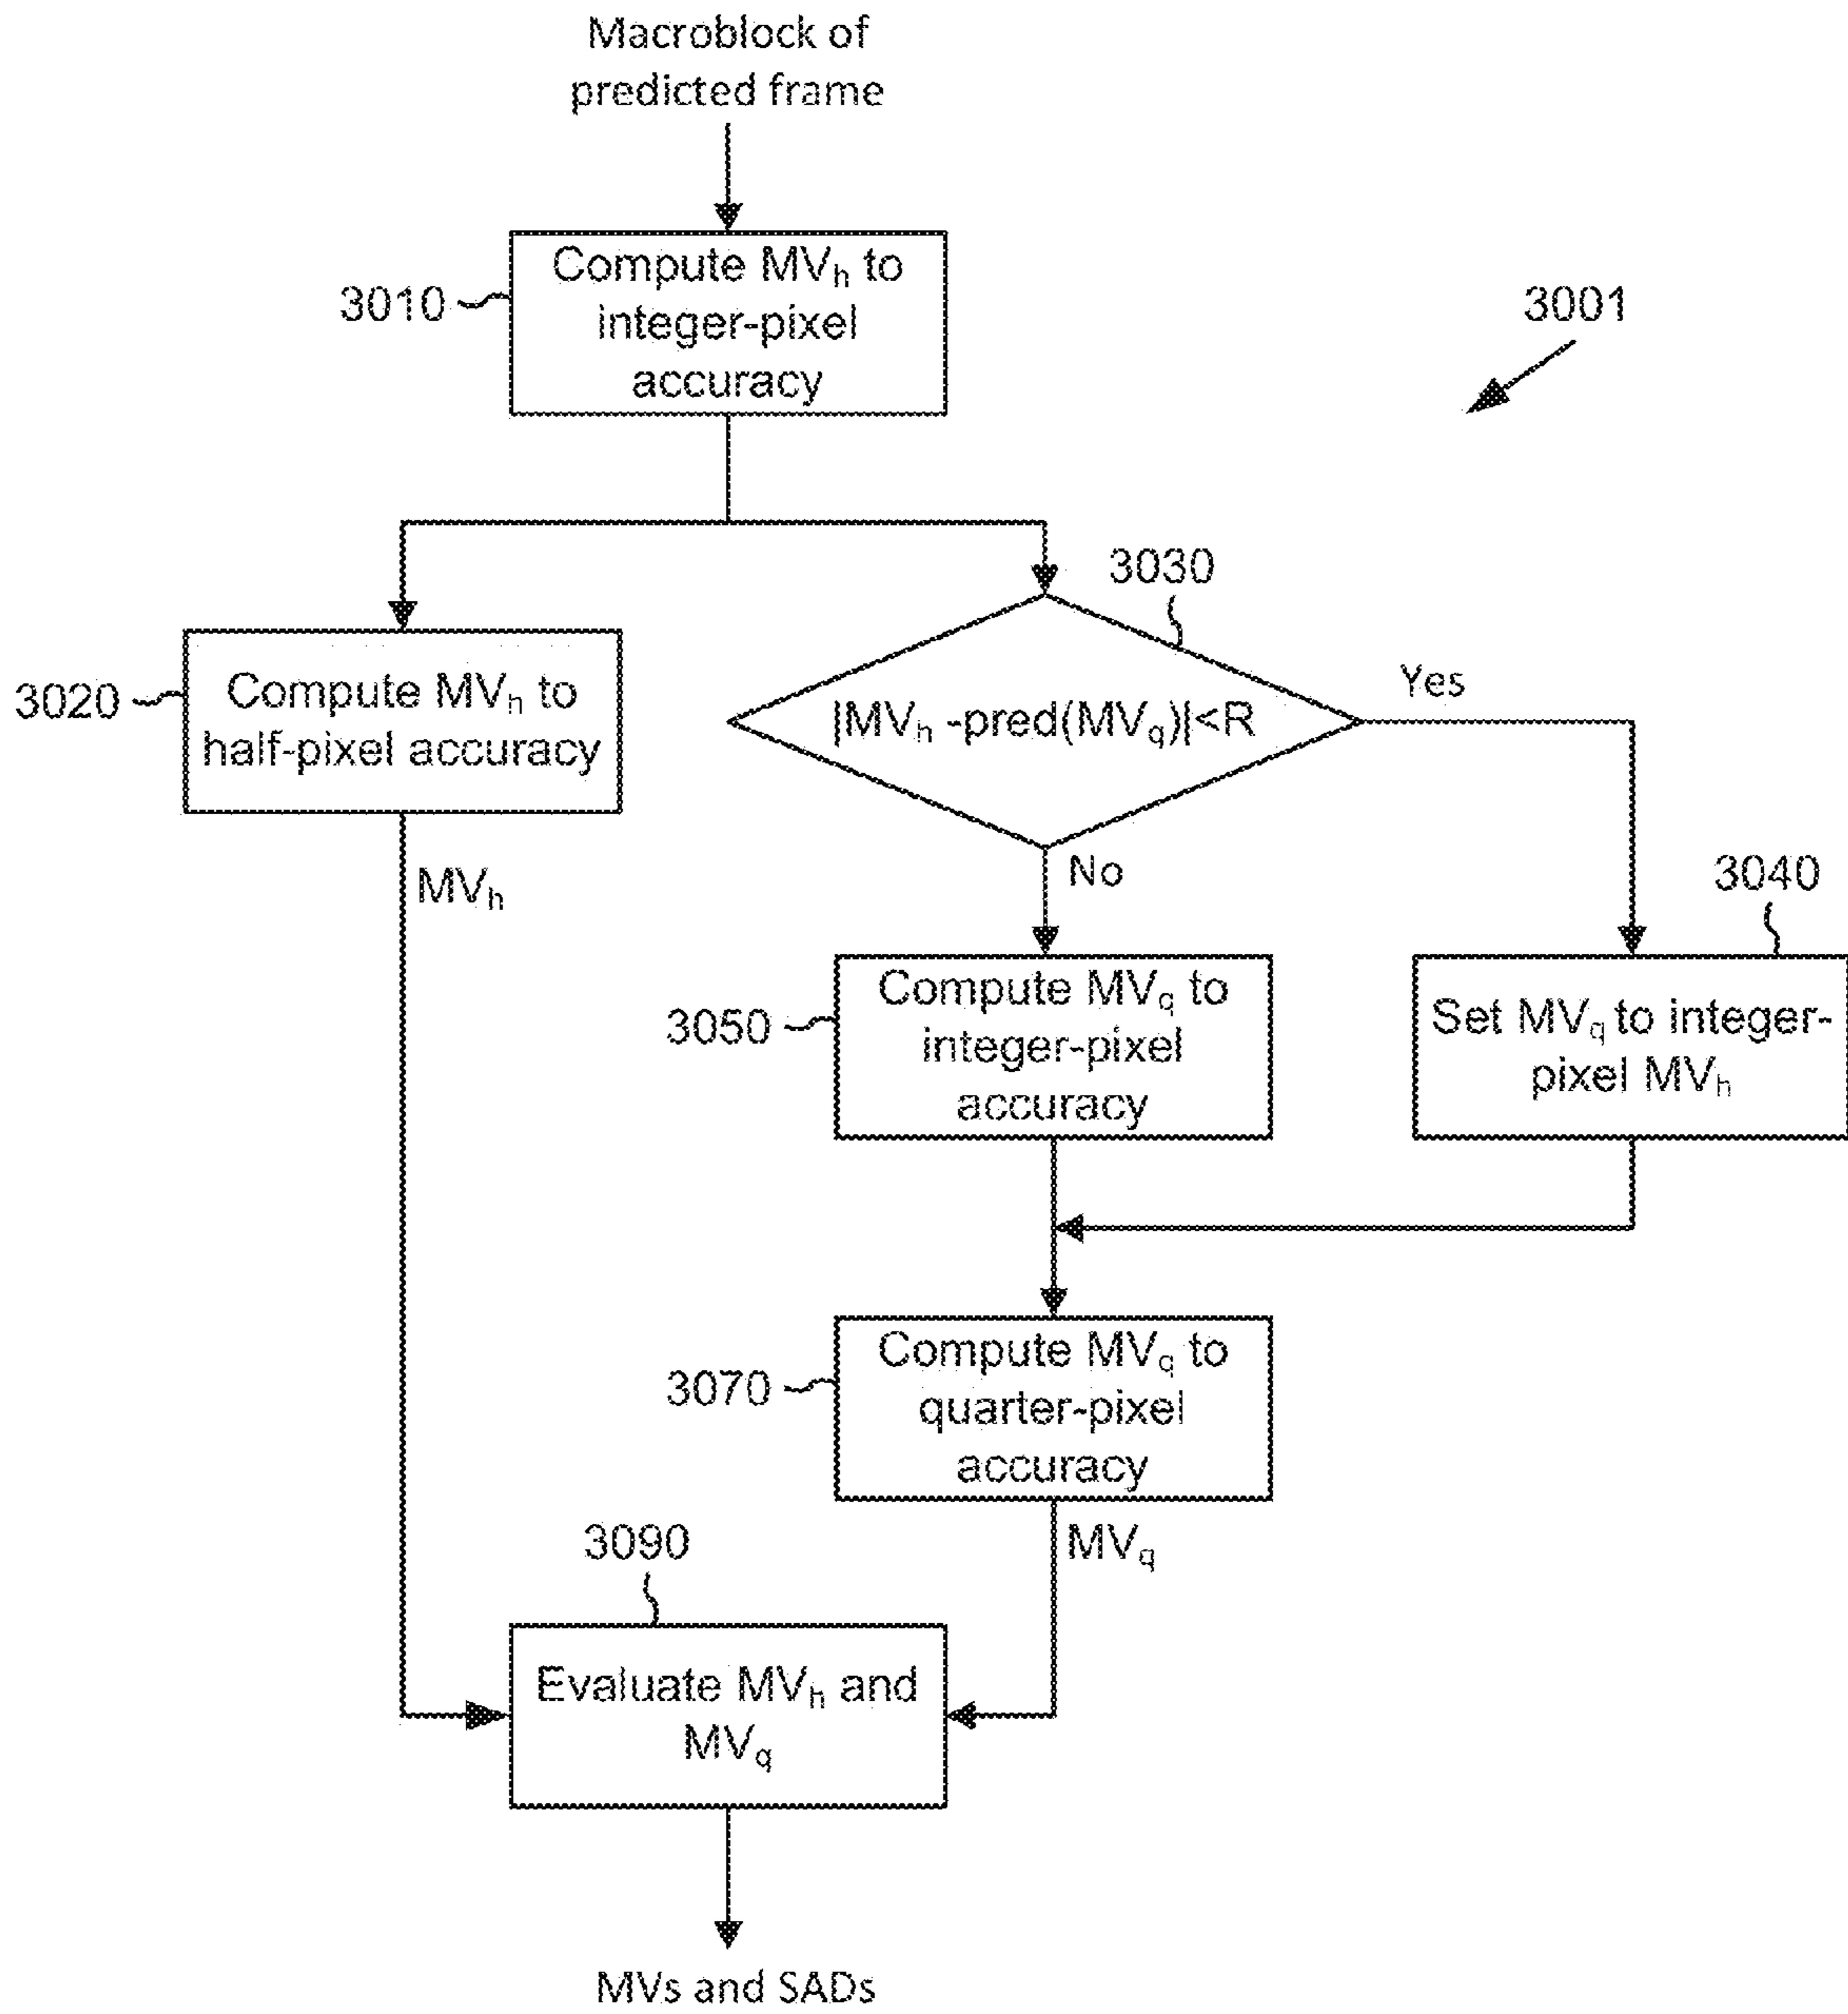 Macroblock of
predicted frame
3010
Compute MVh to
integer-pixel
accuracy
3001
3030
3020
Compute MVh to
half-pixel accuracy
|MVh -pred(MVq)|<R
Yes
MVh
No
3040
3050
Compute MVq to
integer-pixel
accuracy
Set MVq to integer-
pixel MVh
3070
Compute MVq to
quarter-pixel
accuracy
MVq
3090
Evaluate MVh and
MVq
MVs and SADs